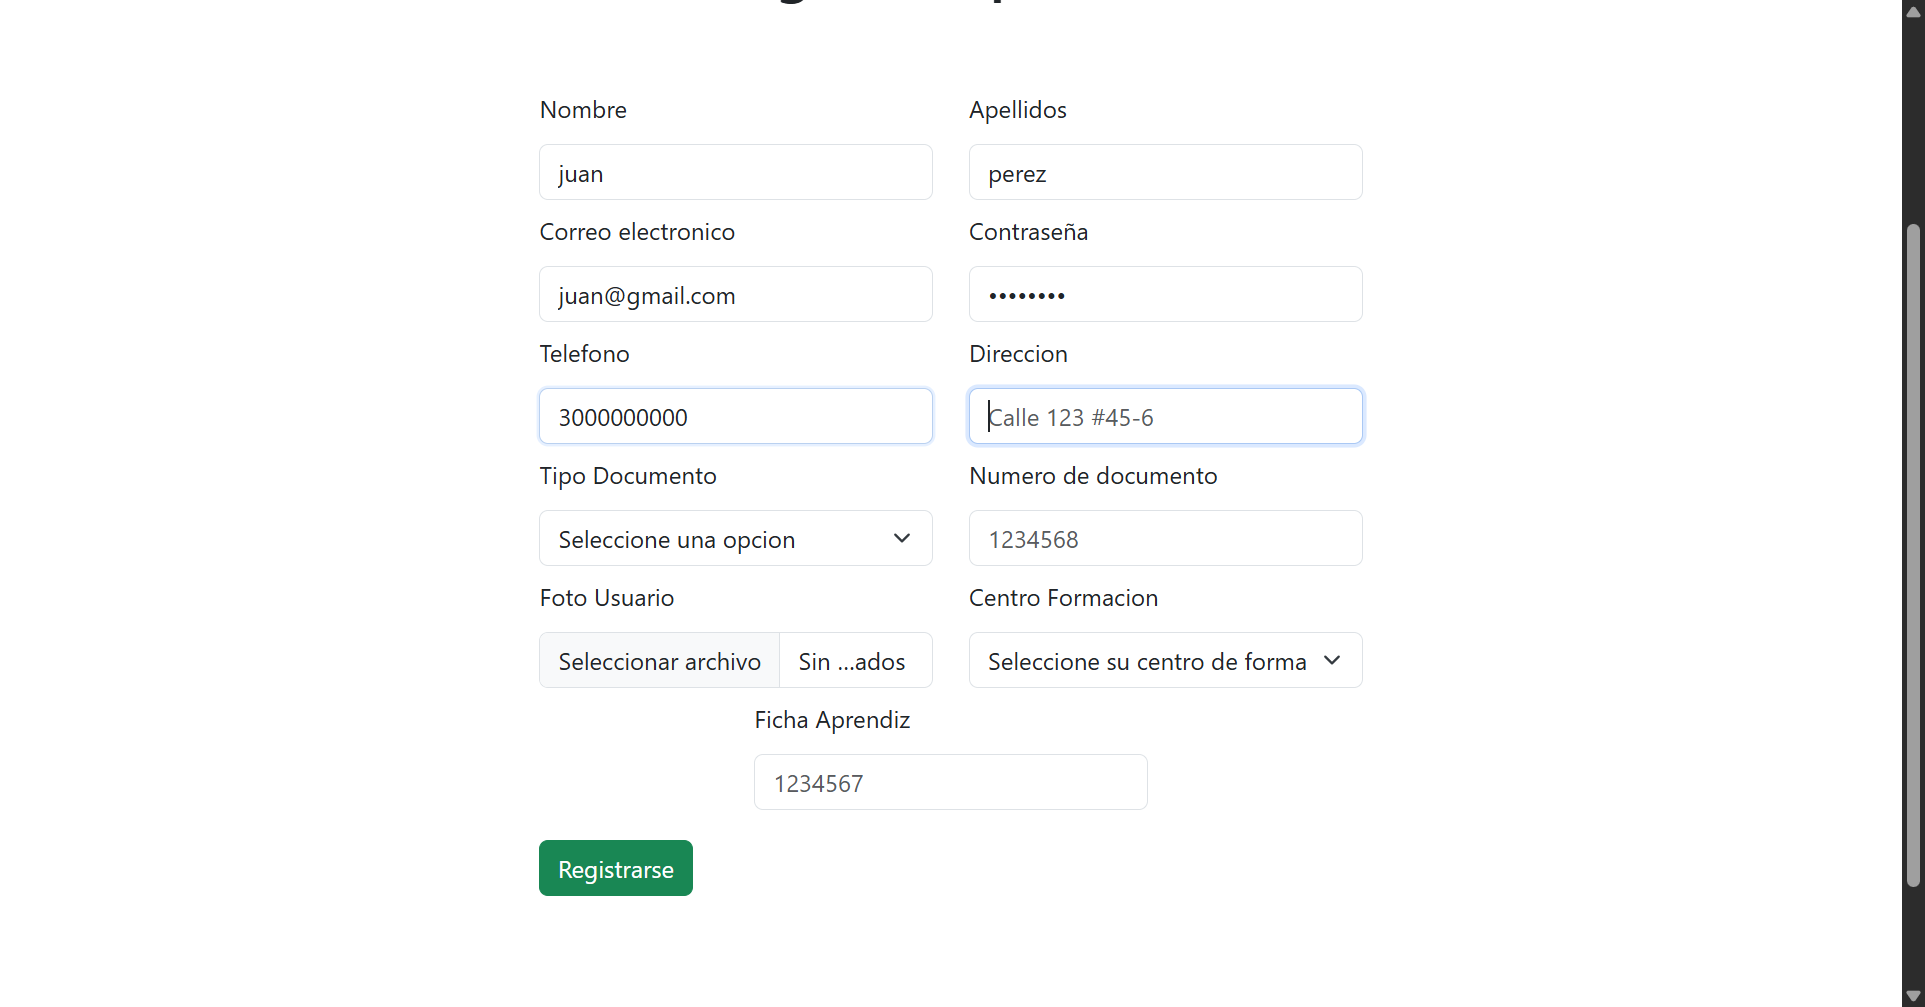 Nombre Apellidos
juan perez
Correo electronico Contraseña
juan@gmail.com ••••••••
Telefono Direccion
3000000000 Calle 123 #45-6
Tipo Documento Numero de documento
Seleccione una opcion 1234568
Foto Usuario Centro Formacion
Seleccionar archivo Sin ...ados Seleccione su centro de forma
Ficha Aprendiz
1234567
Registrarse